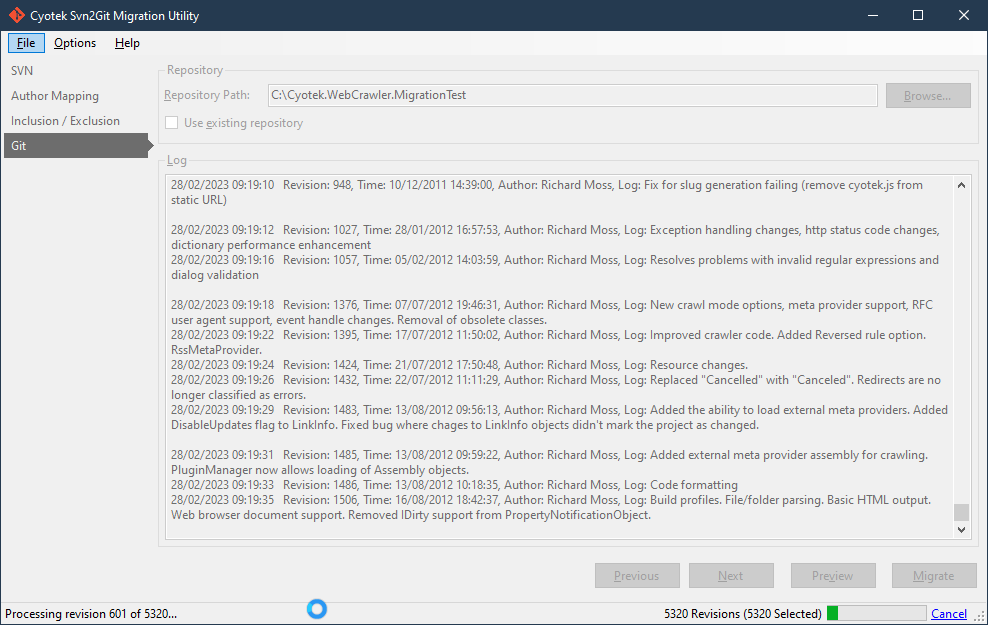 Cyotek Svn2Git Migration Utility
File Options Help
SVN
Author Mapping
Inclusion / Exclusion
Git
Repository
Repository Path: C:\Cyotek.WebCrawler.MigrationTest Browse...
Use existing repository
Log
28/02/2023 09:19:10 Revision: 948, Time: 10/12/2011 14:39:00, Author: Richard Moss, Log: Fix for slug generation failing (remove cyotek.js from
static URL)
28/02/2023 09:19:12 Revision: 1027, Time: 28/01/2012 16:57:53, Author: Richard Moss, Log: Exception handling changes, http status code changes,
dictionary performance enhancement
28/02/2023 09:19:16 Revision: 1057, Time: 05/02/2012 14:03:59, Author: Richard Moss, Log: Resolves problems with invalid regular expressions and
dialog validation
28/02/2023 09:19:18 Revision: 1376, Time: 07/07/2012 19:46:31, Author: Richard Moss, Log: New crawl mode options, meta provider support, RFC
user agent support, event handle changes. Removal of obsolete classes.
28/02/2023 09:19:22 Revision: 1395, Time: 17/07/2012 11:50:02, Author: Richard Moss, Log: Improved crawler code. Added Reversed rule option.
RssMetaProvider.
28/02/2023 09:19:24 Revision: 1424, Time: 21/07/2012 17:50:48, Author: Richard Moss, Log: Resource changes.
28/02/2023 09:19:26 Revision: 1432, Time: 22/07/2012 11:11:29, Author: Richard Moss, Log: Replaced "Cancelled" with "Canceled". Redirects are no
longer classified as errors.
28/02/2023 09:19:29 Revision: 1483, Time: 13/08/2012 09:56:13, Author: Richard Moss, Log: Added the ability to load external meta providers. Added
DisableUpdates flag to LinkInfo. Fixed bug where chages to LinkInfo objects didn't mark the project as changed.
28/02/2023 09:19:31 Revision: 1485, Time: 13/08/2012 09:59:22, Author: Richard Moss, Log: Added external meta provider assembly for crawling.
PluginManager now allows loading of Assembly objects.
28/02/2023 09:19:33 Revision: 1486, Time: 13/08/2012 10:18:35, Author: Richard Moss, Log: Code formatting
28/02/2023 09:19:35 Revision: 1506, Time: 16/08/2012 18:42:37, Author: Richard Moss, Log: Build profiles. File/folder parsing. Basic HTML output.
Web browser document support. Removed IDirty support from PropertyNotificationObject.
Previous Next Preview Migrate
Processing revision 601 of 5320... 5320 Revisions (5320 Selected) Cancel